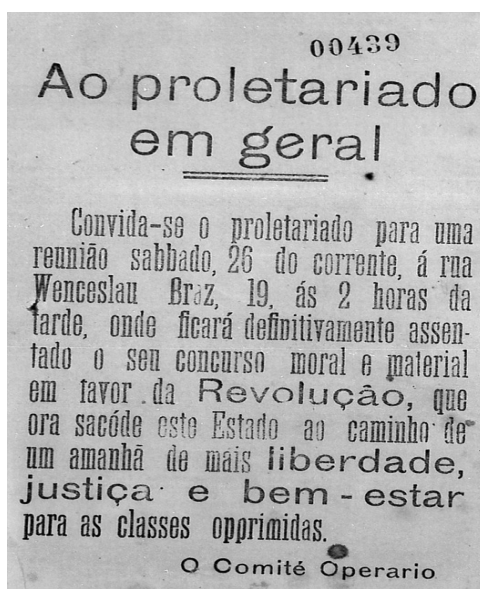 00439
Ao proletariado
em geral
Convida-se o proletariado para uma
reunião sabbado, 26 do corrente, á rua
Wenceslau Braz, 19, ás 2 horas da
tarde, onde ficará definitivamente assen-
tado o seu concurso moral e material
em favor da Revolução, que
ora sacóde este Estado ao caminho de
um amanhã de mais liberdade,
justiça e bem-estar
para as classes opprimidas.
O Comité Operario